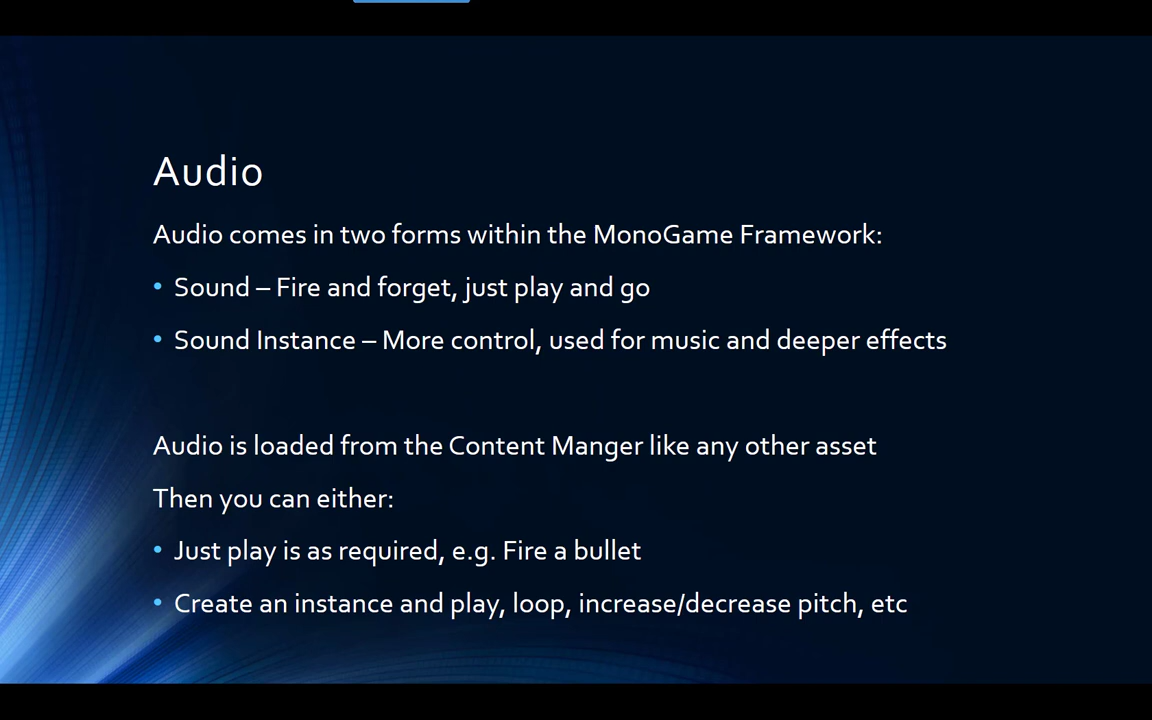 Audio
Audio comes in two forms within the MonoGame Framework:
• Sound – Fire and forget, just play and go
• Sound Instance – More control, used for music and deeper effects
Audio is loaded from the Content Manger like any other asset
Then you can either:
• Just play is as required, e.g. Fire a bullet
• Create an instance and play, loop, increase/decrease pitch, etc